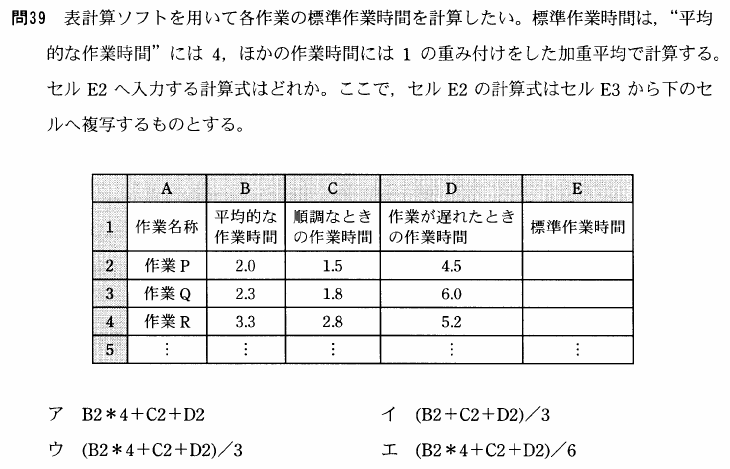 問39 表計算ソフトを用いて各作業の標準作業時間を計算したい。標準作業時間は，“平均
的な作業時間”には 4，ほかの作業時間には 1 の重み付けをした加重平均で計算する。
セル E2 へ入力する計算式はどれか。ここで，セル E2 の計算式はセル E3 から下のセ
ルへ複写するものとする。
A B C D E
1 作業名称 平均的な作業時間 順調なときの作業時間 作業が遅れたときの作業時間 標準作業時間
2 作業 P 2.0 1.5 4.5
3 作業 Q 2.3 1.8 6.0
4 作業 R 3.3 2.8 5.2
5 ⋮ ⋮ ⋮ ⋮ ⋮
ア B2＊4＋C2＋D2 イ (B2＋C2＋D2)／3
ウ (B2＊4＋C2＋D2)／3 エ (B2＊4＋C2＋D2)／6